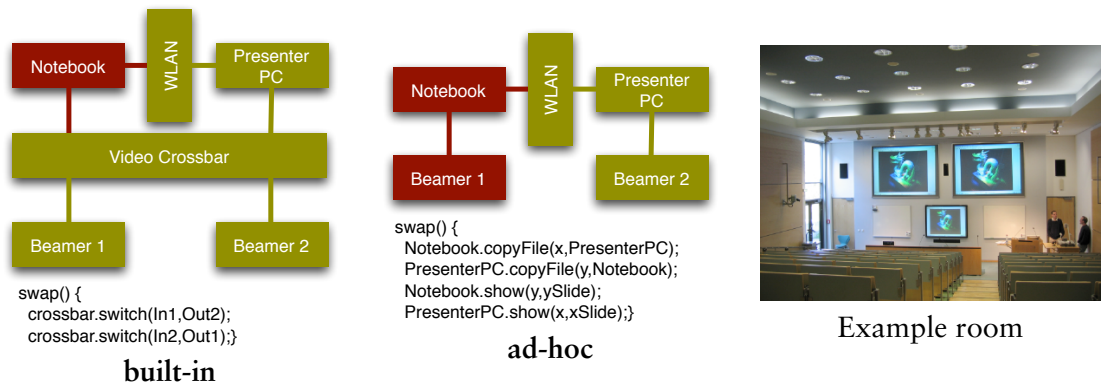 Notebook
WLAN
Presenter
PC
Video Crossbar
Beamer 1
Beamer 2
swap() {
crossbar.switch(In1,Out2);
crossbar.switch(In2,Out1);}
built-in
Notebook
WLAN
Presenter
PC
Beamer 1
Beamer 2
swap() {
Notebook.copyFile(x,PresenterPC);
PresenterPC.copyFile(y,Notebook);
Notebook.show(y,ySlide);
PresenterPC.show(x,xSlide);}
ad-hoc
Example room